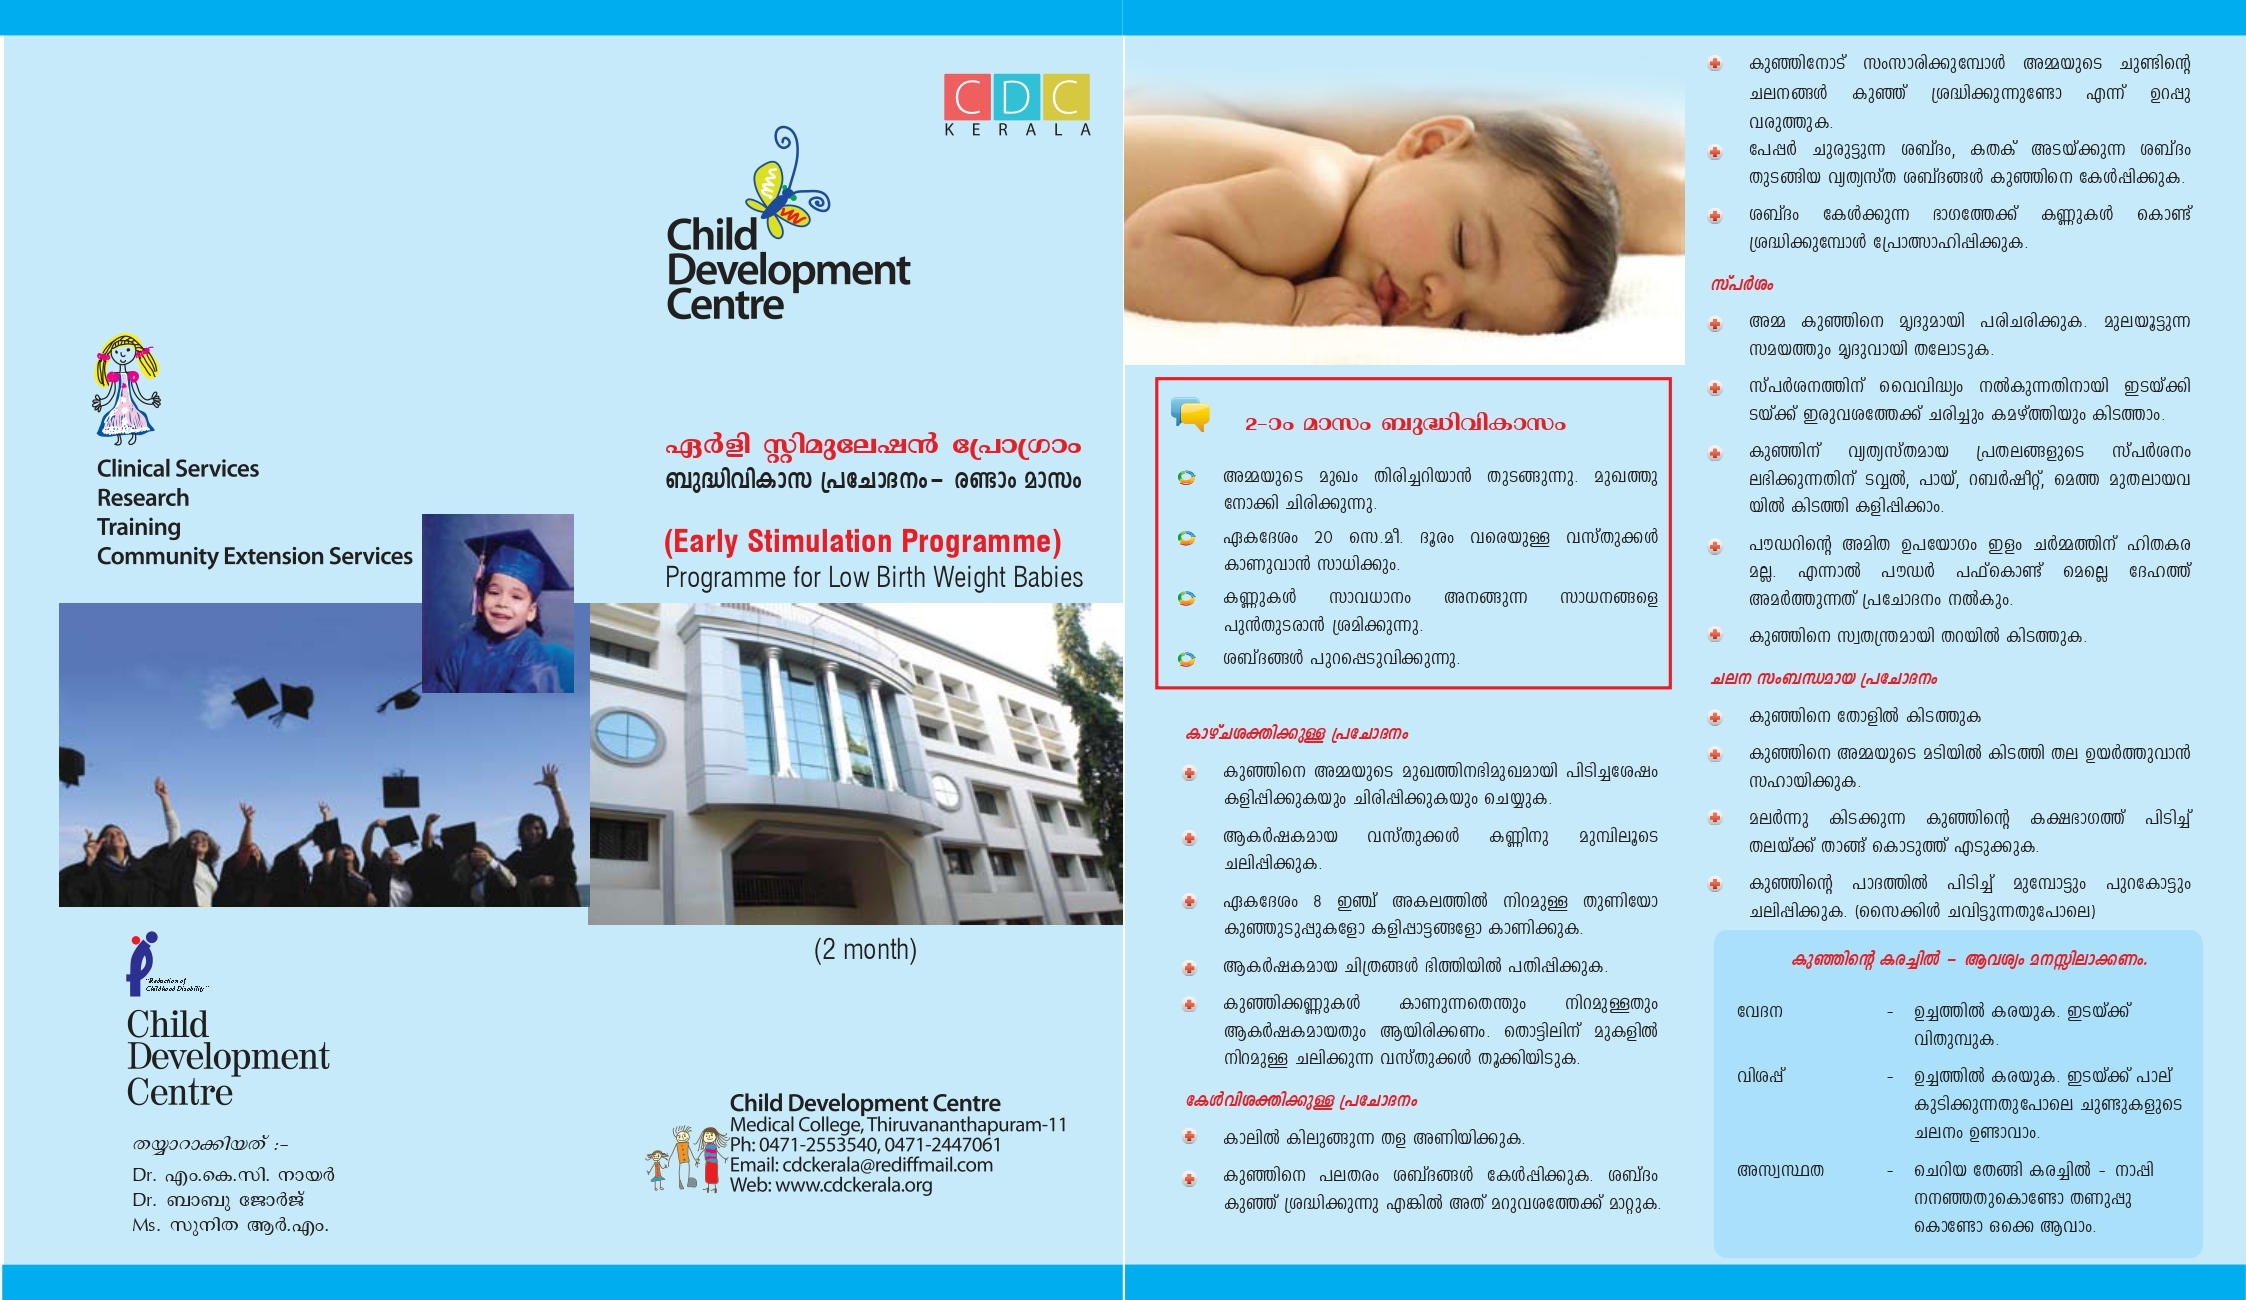 Clinical Services
Research
Training
Community Extension Services
"Reduction of
Childhood Disability"
Child
Development
Centre
തയ്യാറാക്കിയത് :-
Dr. എം.കെ.സി. നായർ
Dr. ബാബു ജോർജ്
Ms. സുനിത ആർ.എം.
CDC
KERALA
Child
Development
Centre
ഏർളി സ്റ്റിമുലേഷൻ പ്രോഗ്രാം
ബുദ്ധിവികാസ പ്രചോദനം – രണ്ടാം മാസം
(Early Stimulation Programme)
Programme for Low Birth Weight Babies
(2 month)
Child Development Centre
Medical College, Thiruvananthapuram-11
Ph: 0471-2553540, 0471-2447061
Email: cdckerala@rediffmail.com
Web: www.cdckerala.org
2-ാം മാസം ബുദ്ധിവികാസം
അമ്മയുടെ മുഖം തിരിച്ചറിയാൻ തുടങ്ങുന്നു. മുഖത്തു
നോക്കി ചിരിക്കുന്നു.
ഏകദേശം 20 സെ.മീ. ദൂരം വരെയുള്ള വസ്തുക്കൾ
കാണുവാൻ സാധിക്കും.
കണ്ണുകൾ സാവധാനം അനങ്ങുന്ന സാധനങ്ങളെ
പുൻതുടരാൻ ശ്രമിക്കുന്നു.
ശബ്ദങ്ങൾ പുറപ്പെടുവിക്കുന്നു.
കാഴ്ചശക്തിക്കുള്ള പ്രചോദനം
കുഞ്ഞിനെ അമ്മയുടെ മുഖത്തിനഭിമുഖമായി പിടിച്ചശേഷം
കളിപ്പിക്കുകയും ചിരിപ്പിക്കുകയും ചെയ്യുക.
ആകർഷകമായ വസ്തുക്കൾ കണ്ണിനു മുമ്പിലൂടെ
ചലിപ്പിക്കുക.
ഏകദേശം 8 ഇഞ്ച് അകലത്തിൽ നിറമുള്ള തുണിയോ
കുഞ്ഞുടുപ്പുകളോ കളിപ്പാട്ടങ്ങളോ കാണിക്കുക.
ആകർഷകമായ ചിത്രങ്ങൾ ഭിത്തിയിൽ പതിപ്പിക്കുക.
കുഞ്ഞിക്കണ്ണുകൾ കാണുന്നതെന്തും നിറമുള്ളതും
ആകർഷകമായതും ആയിരിക്കണം. തൊട്ടിലിന് മുകളിൽ
നിറമുള്ള ചലിക്കുന്ന വസ്തുക്കൾ തൂക്കിയിടുക.
കേൾവിശക്തിക്കുള്ള പ്രചോദനം
കാലിൽ കിലുങ്ങുന്ന തള അണിയിക്കുക.
കുഞ്ഞിനെ പലതരം ശബ്ദങ്ങൾ കേൾപ്പിക്കുക. ശബ്ദം
കുഞ്ഞ് ശ്രദ്ധിക്കുന്നു എങ്കിൽ അത് മറുവശത്തേക്ക് മാറ്റുക.
കുഞ്ഞിനോട് സംസാരിക്കുമ്പോൾ അമ്മയുടെ ചുണ്ടിന്റെ
ചലനങ്ങൾ കുഞ്ഞ് ശ്രദ്ധിക്കുന്നുണ്ടോ എന്ന് ഉറപ്പു
വരുത്തുക.
പേപ്പർ ചുരുട്ടുന്ന ശബ്ദം, കതക് അടയ്ക്കുന്ന ശബ്ദം
തുടങ്ങിയ വ്യത്യസ്ത ശബ്ദങ്ങൾ കുഞ്ഞിനെ കേൾപ്പിക്കുക.
ശബ്ദം കേൾക്കുന്ന ഭാഗത്തേക്ക് കണ്ണുകൾ കൊണ്ട്
ശ്രദ്ധിക്കുമ്പോൾ പ്രോത്സാഹിപ്പിക്കുക.
സ്പർശം
അമ്മ കുഞ്ഞിനെ മൃദുമായി പരിചരിക്കുക. മുലയൂട്ടുന്ന
സമയത്തും മൃദുവായി തലോടുക.
സ്പർശനത്തിന് വൈവിദ്ധ്യം നൽകുന്നതിനായി ഇടയ്ക്കി
ടയ്ക്ക് ഇരുവശത്തേക്ക് ചരിച്ചും കമഴ്ത്തിയും കിടത്താം.
കുഞ്ഞിന് വ്യത്യസ്തമായ പ്രതലങ്ങളുടെ സ്പർശനം
ലഭിക്കുന്നതിന് ടവ്വൽ, പായ്, റബർഷീറ്റ്, മെത്ത മുതലായവ
യിൽ കിടത്തി കളിപ്പിക്കാം.
പൗഡറിന്റെ അമിത ഉപയോഗം ഇളം ചർമ്മത്തിന് ഹിതകര
മല്ല. എന്നാൽ പൗഡർ പഫ്കൊണ്ട് മെല്ലെ ദേഹത്ത്
അമർത്തുന്നത് പ്രചോദനം നൽകും.
കുഞ്ഞിനെ സ്വതന്ത്രമായി തറയിൽ കിടത്തുക.
ചലന സംബന്ധമായ പ്രചോദനം
കുഞ്ഞിനെ തോളിൽ കിടത്തുക
കുഞ്ഞിനെ അമ്മയുടെ മടിയിൽ കിടത്തി തല ഉയർത്തുവാൻ
സഹായിക്കുക.
മലർന്നു കിടക്കുന്ന കുഞ്ഞിന്റെ കക്ഷഭാഗത്ത് പിടിച്ച്
തലയ്ക്ക് താങ്ങ് കൊടുത്ത് എടുക്കുക.
കുഞ്ഞിന്റെ പാദത്തിൽ പിടിച്ച് മുമ്പോട്ടും പുറകോട്ടും
ചലിപ്പിക്കുക. (സൈക്കിൾ ചവിട്ടുന്നതുപോലെ)
കുഞ്ഞിന്റെ കരച്ചിൽ – ആവശ്യം മനസ്സിലാക്കണം.
വേദന - ഉച്ചത്തിൽ കരയുക. ഇടയ്ക്ക്
വിതുമ്പുക.
വിശപ്പ് - ഉച്ചത്തിൽ കരയുക. ഇടയ്ക്ക് പാല്
കുടിക്കുന്നതുപോലെ ചുണ്ടുകളുടെ
ചലനം ഉണ്ടാവാം.
അസ്വസ്ഥത - ചെറിയ തേങ്ങി കരച്ചിൽ - നാപ്പി
നനഞ്ഞതുകൊണ്ടോ തണുപ്പു
കൊണ്ടോ ഒക്കെ ആവാം.